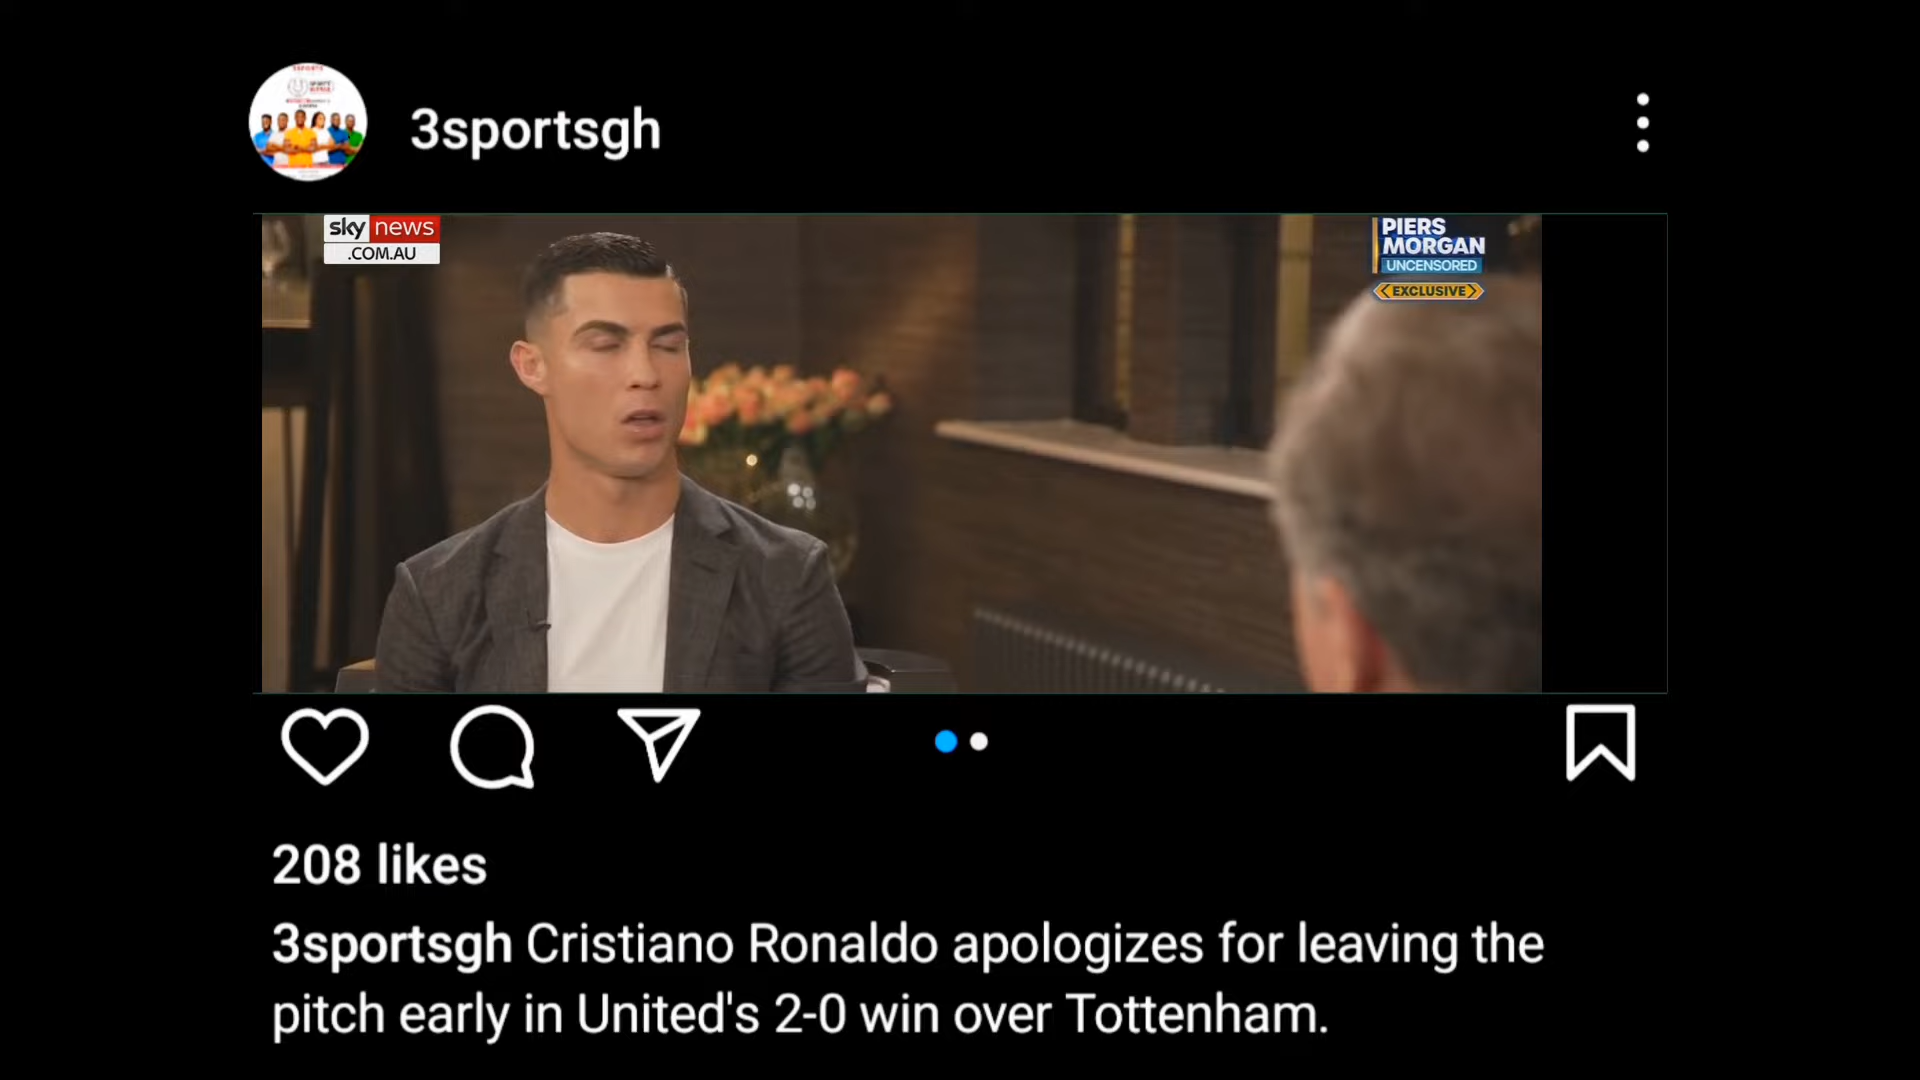 3sportsgh
sky news
.COM.AU
PIERS
MORGAN
UNCENSORED
EXCLUSIVE
208 likes
3sportsgh Cristiano Ronaldo apologizes for leaving the
pitch early in United's 2-0 win over Tottenham.